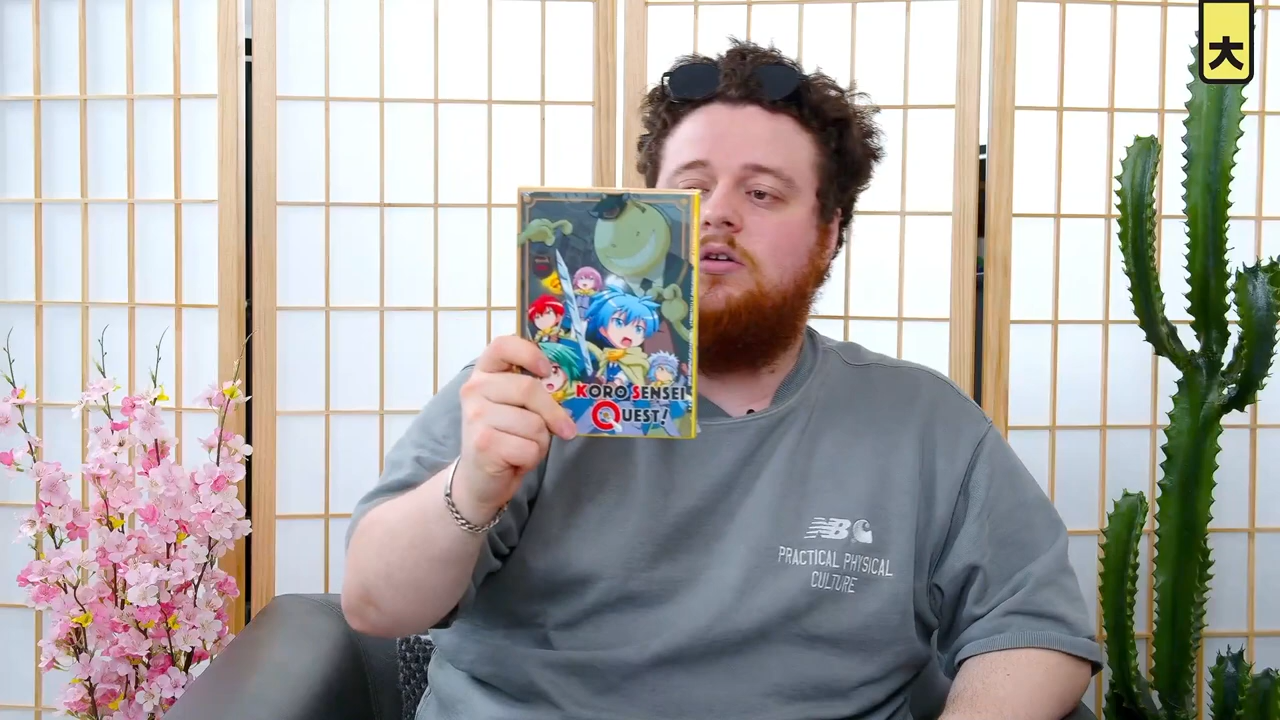 大
KORO SENSEI
QUEST!
NB
PRACTICAL PHYSICAL
CULTURE